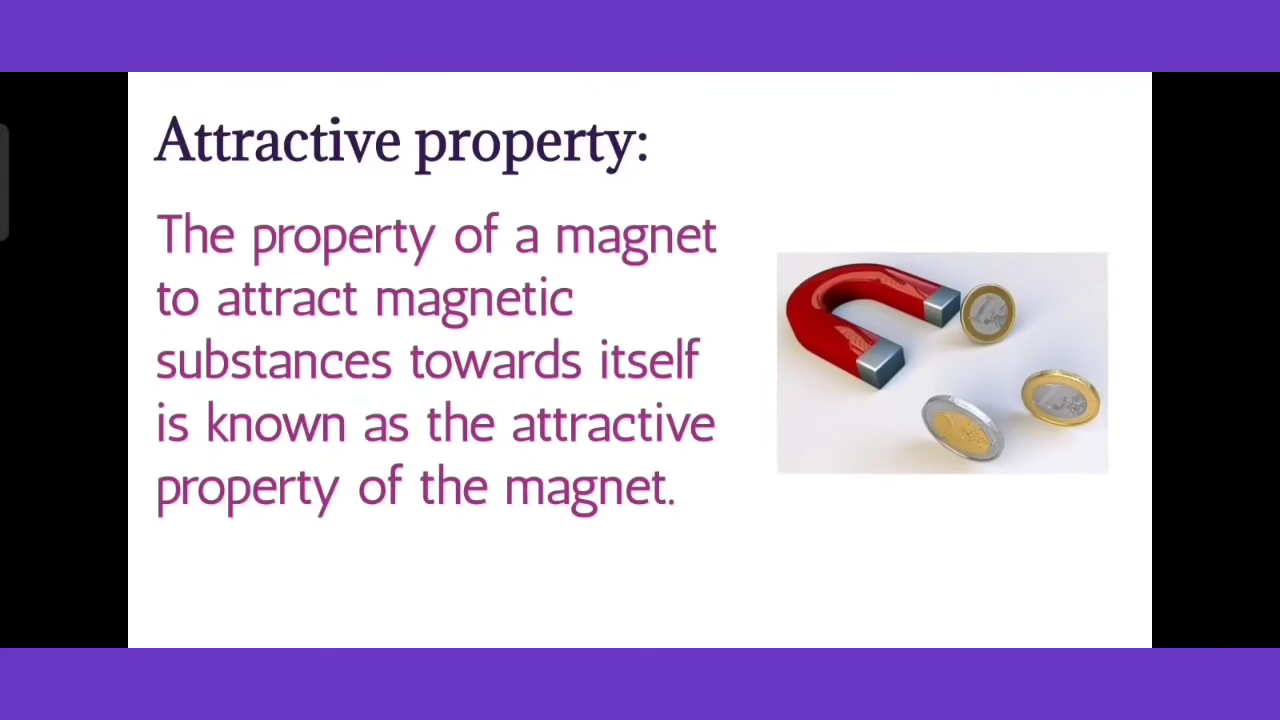 Attractive property:
The property of a magnet
to attract magnetic
substances towards itself
is known as the attractive
property of the magnet.